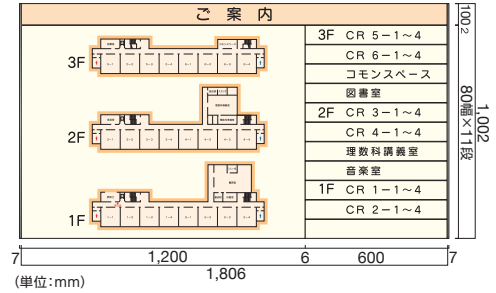 ご案内
3F
2F
1F
3F CR 5－1～4
CR 6－1～4
コモンスペース
図書室
2F CR 3－1～4
CR 4－1～4
理数科講義室
音楽室
1F CR 1－1～4
CR 2－1～4
100
2
80幅×11段
1,002
7
1,200
6
600
7
1,806
(単位:mm)